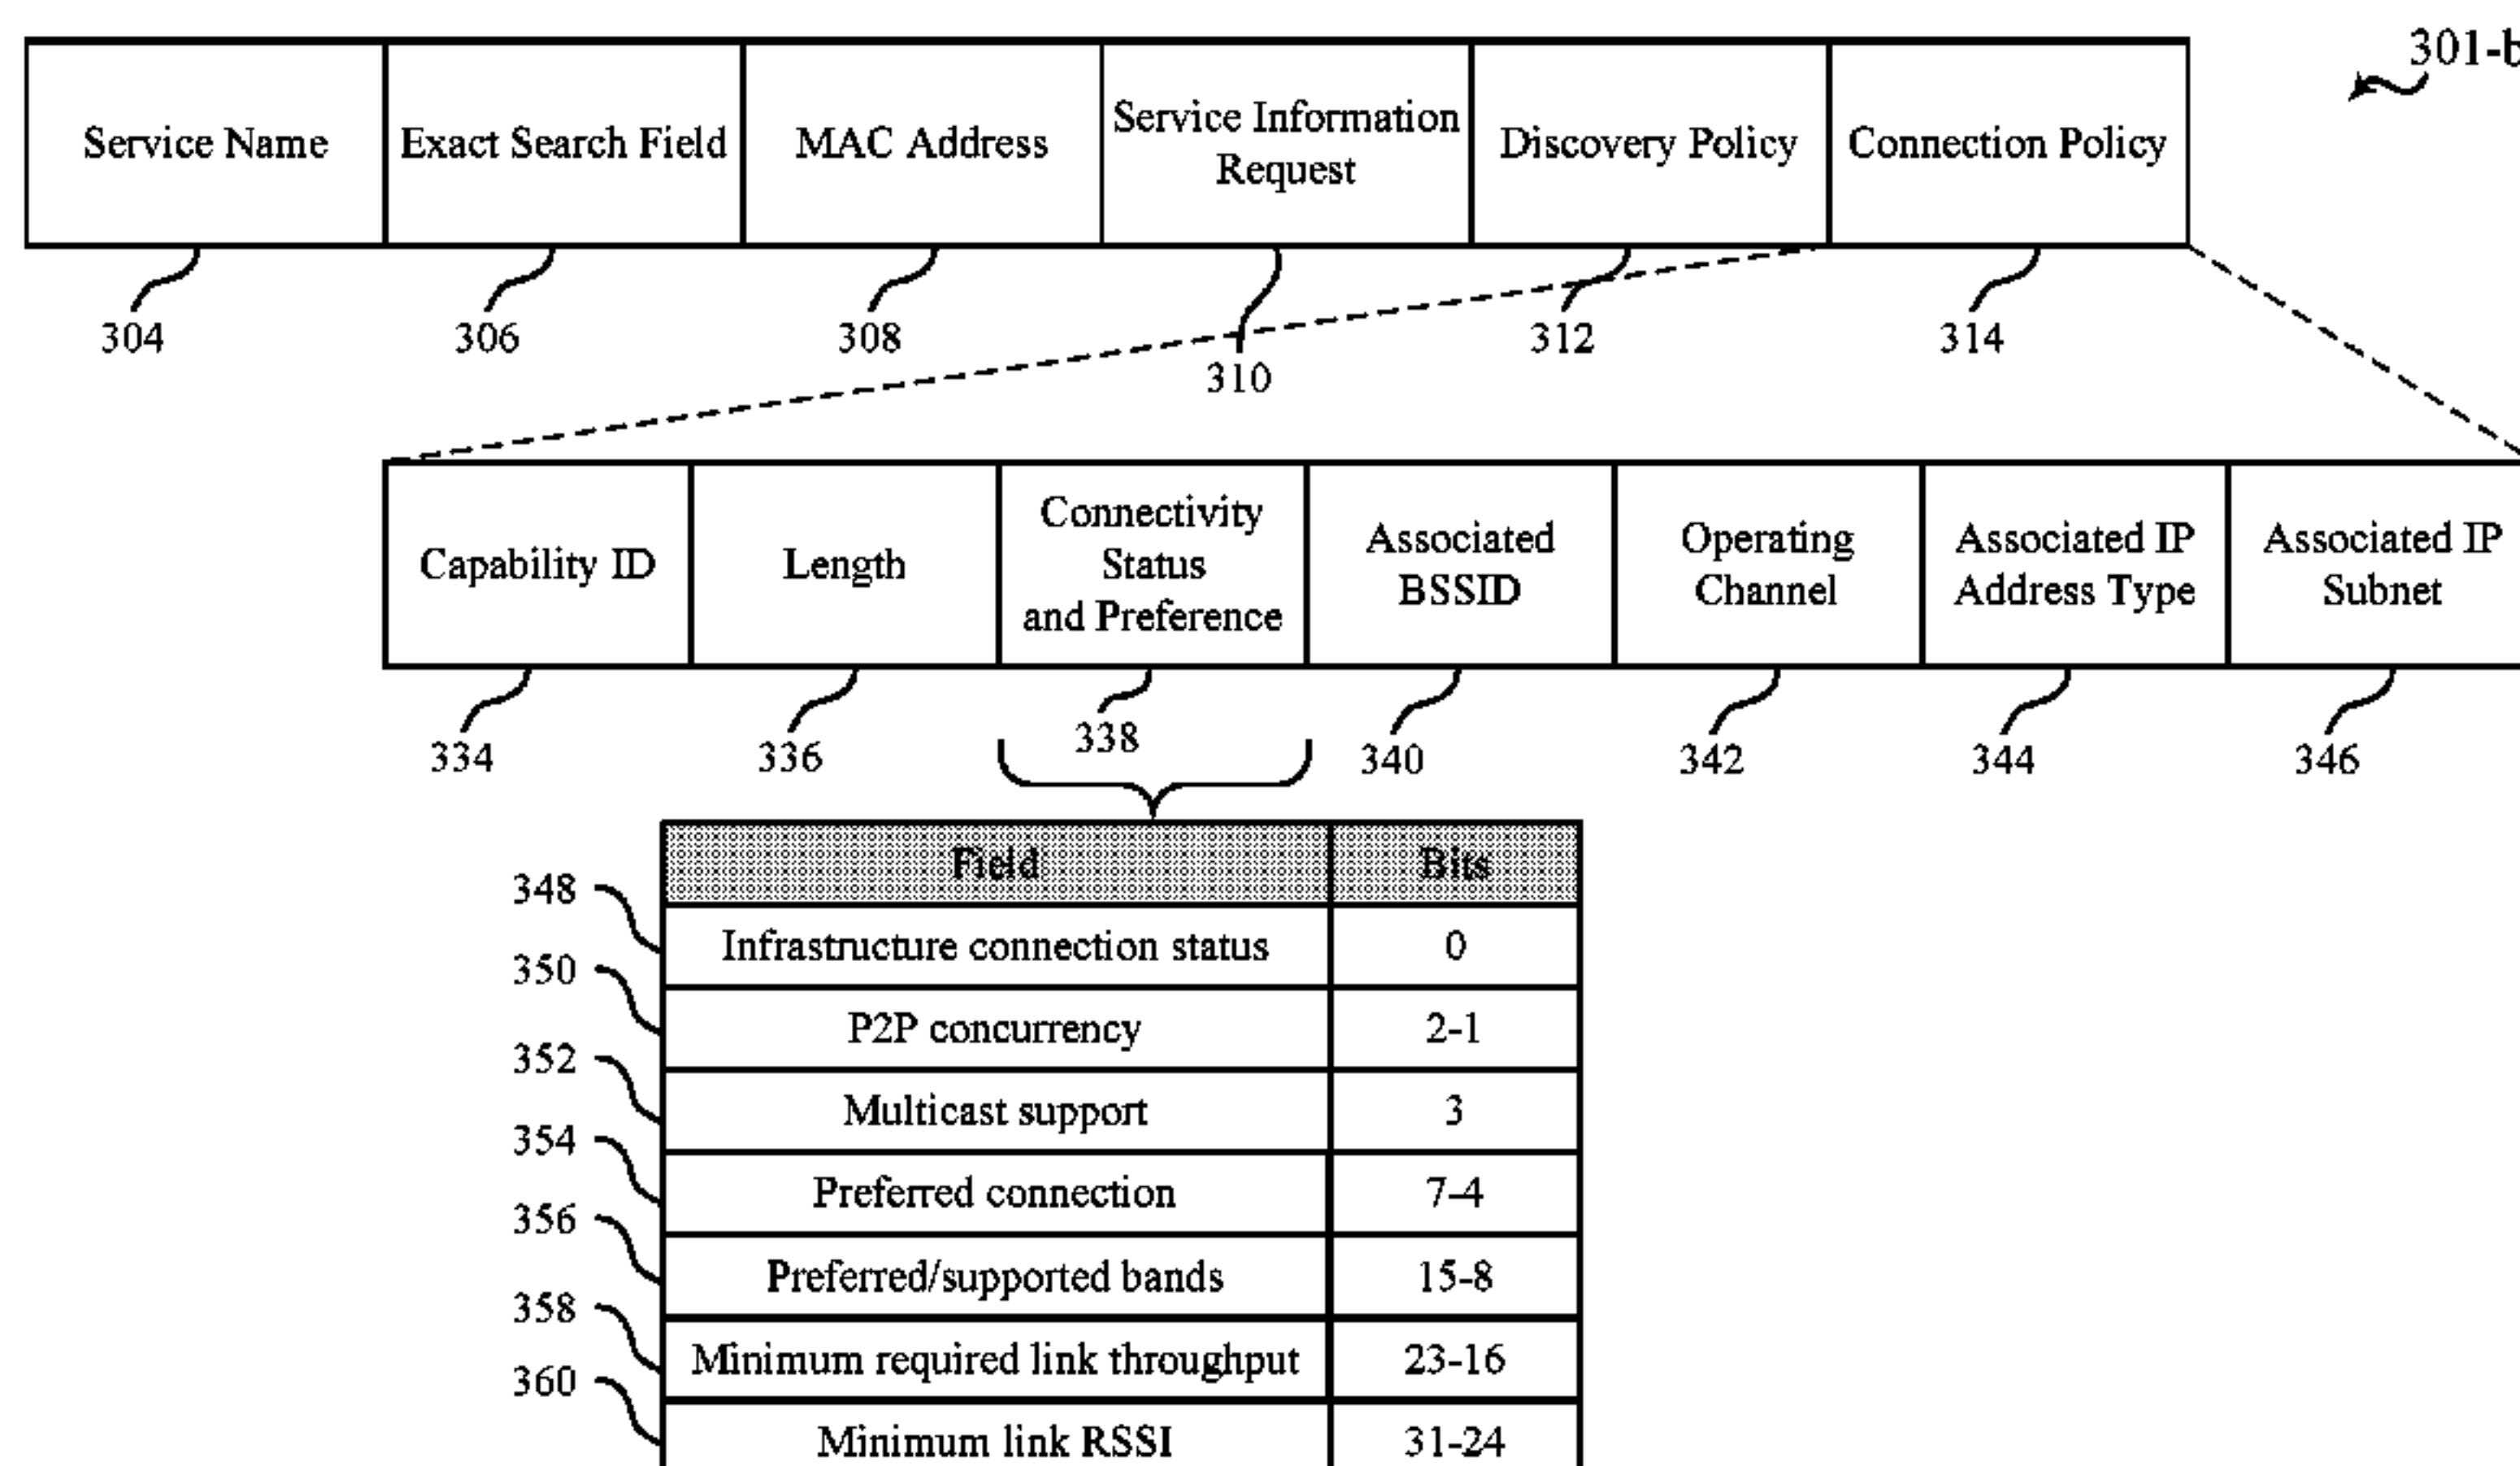 301-b
Service Name
Exact Search Field
MAC Address
Service Information
Request
Discovery Policy
Connection Policy
304
306
308
310
312
314
Capability ID
Length
Connectivity
Status
and Preference
Associated
BSSID
Operating
Channel
Associated IP
Address Type
Associated IP
Subnet
334
336
338
340
342
344
346
Field Bits
348
Infrastructure connection status 0
350
P2P concurrency 2-1
352
Multicast support 3
354
Preferred connection 7-4
356
Preferred/supported bands 15-8
358
Minimum required link throughput 23-16
360
Minimum link RSSI 31-24